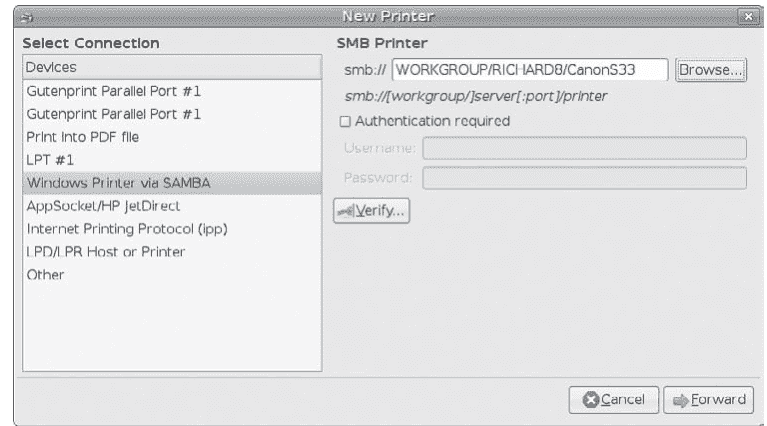 New Printer
Select Connection
Devices
Gutenprint Parallel Port #1
Gutenprint Parallel Port #1
Print into PDF file
LPT #1
Windows Printer via SAMBA
AppSocket/HP JetDirect
Internet Printing Protocol (ipp)
LPD/LPR Host or Printer
Other
SMB Printer
smb:// WORKGROUP/RICHARD8/CanonS33 Browse...
smb://[workgroup/]server[:port]/printer
Authentication required
Username:
Password:
Verify...
Cancel Forward